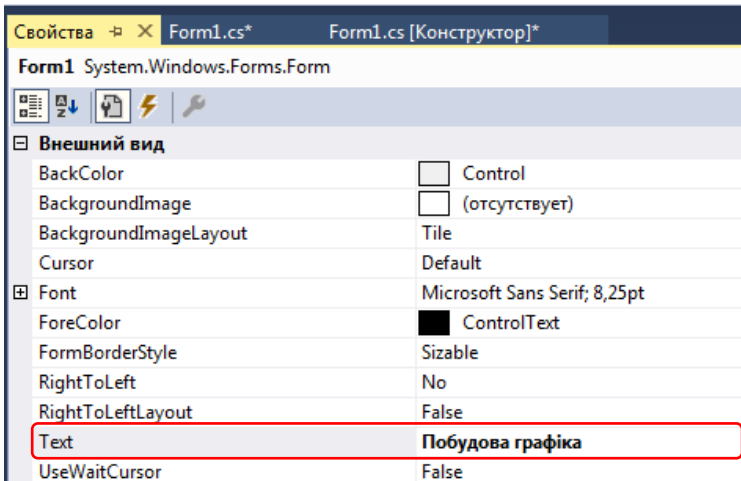 Свойства Form1.cs* Form1.cs [Конструктор]*
Form1 System.Windows.Forms.Form
Внешний вид
BackColor Control
BackgroundImage (отсутствует)
BackgroundImageLayout Tile
Cursor Default
Font Microsoft Sans Serif; 8,25pt
ForeColor ControlText
FormBorderStyle Sizable
RightToLeft No
RightToLeftLayout False
Text Побудова графіка
UseWaitCursor False